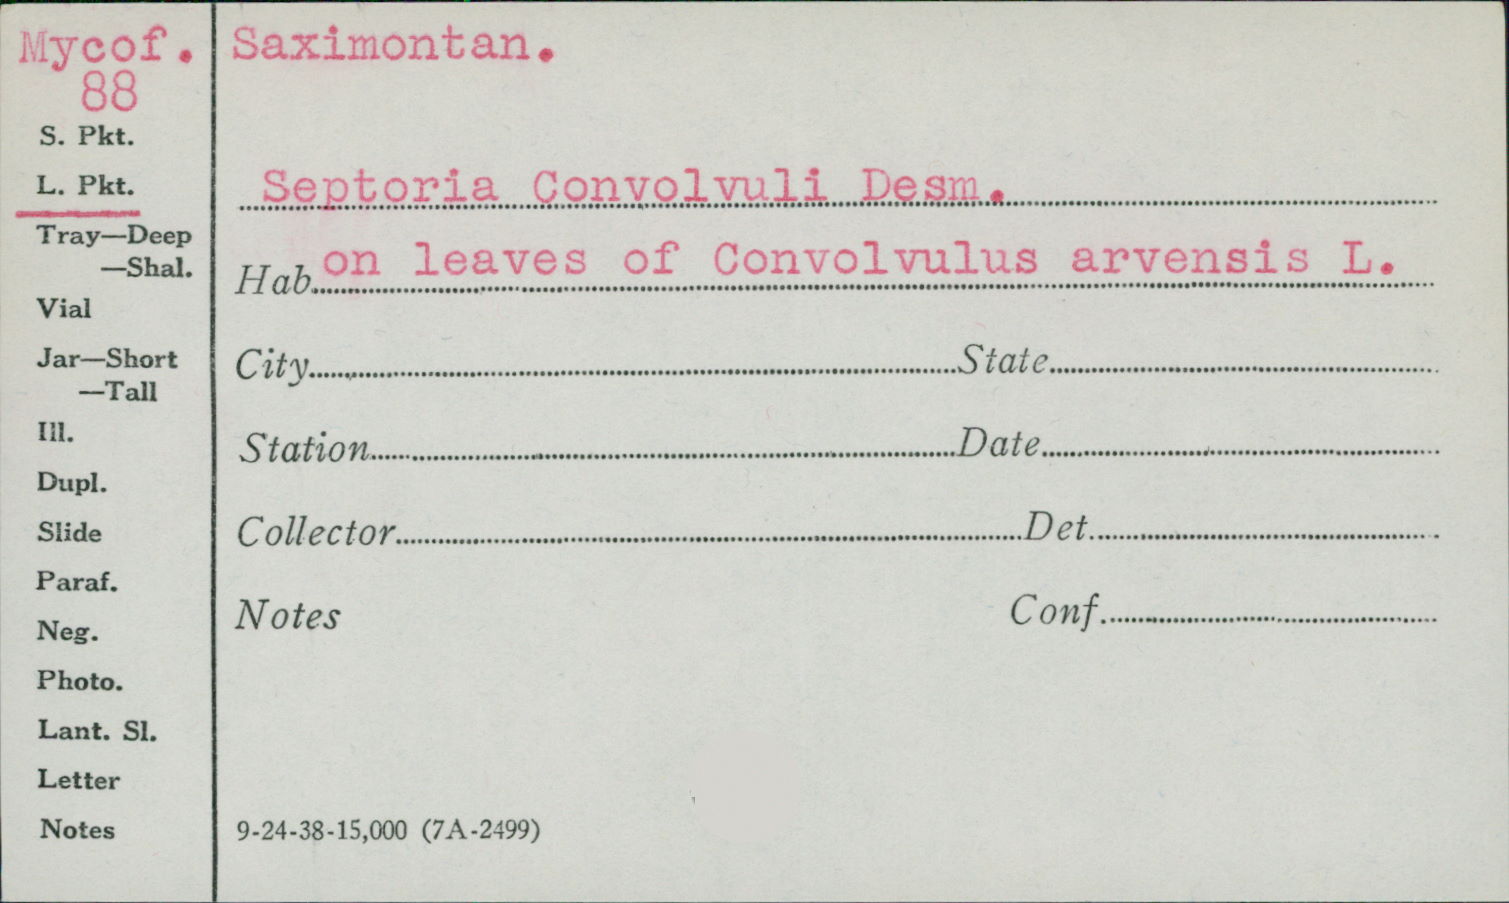 Mycof. Saximontan.
88
S. Pkt.
L. Pkt.
Septoria Convolvuli Desm.
Tray—Deep
—Shal.
Hab. on leaves of Convolvulus arvensis L.
Vial
Jar—Short
—Tall
City State
Ill.
Station Date
Dupl.
Slide
Collector Det.
Paraf.
Neg.
Notes Conf.
Photo.
Lant. Sl.
Letter
Notes
9-24-38-15,000 (7A-2499)